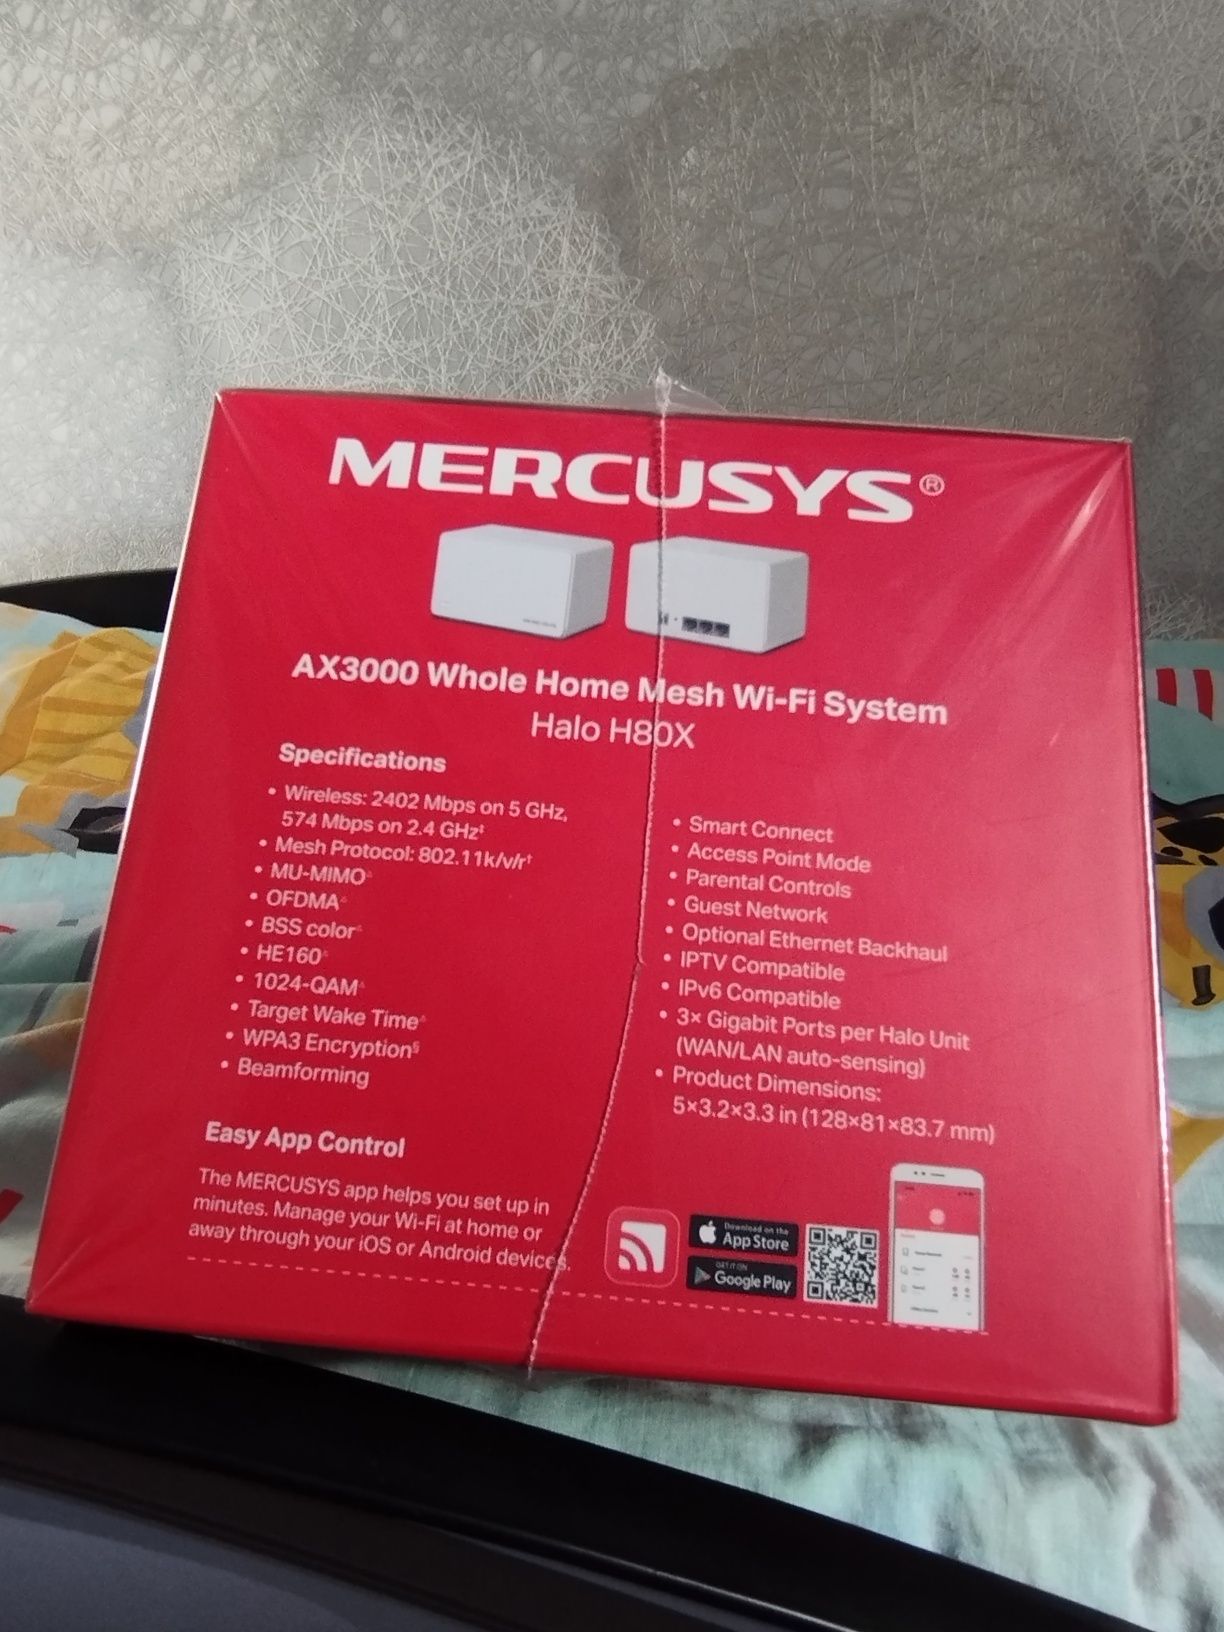 MERCUSYS®
AX3000 Whole Home Mesh Wi-Fi System
Halo H80X
Specifications
• Wireless: 2402 Mbps on 5 GHz,
574 Mbps on 2.4 GHz‡
• Mesh Protocol: 802.11k/v/r†
• MU-MIMO△
• OFDMA△
• BSS color△
• HE160△
• 1024-QAM△
• Target Wake Time△
• WPA3 Encryption§
• Beamforming
• Smart Connect
• Access Point Mode
• Parental Controls
• Guest Network
• Optional Ethernet Backhaul
• IPTV Compatible
• IPv6 Compatible
• 3× Gigabit Ports per Halo Unit
(WAN/LAN auto-sensing)
• Product Dimensions:
5×3.2×3.3 in (128×81×83.7 mm)
Easy App Control
The MERCUSYS app helps you set up in
minutes. Manage your Wi-Fi at home or
away through your iOS or Android devices.
Download on the
App Store
GET IT ON
Google Play